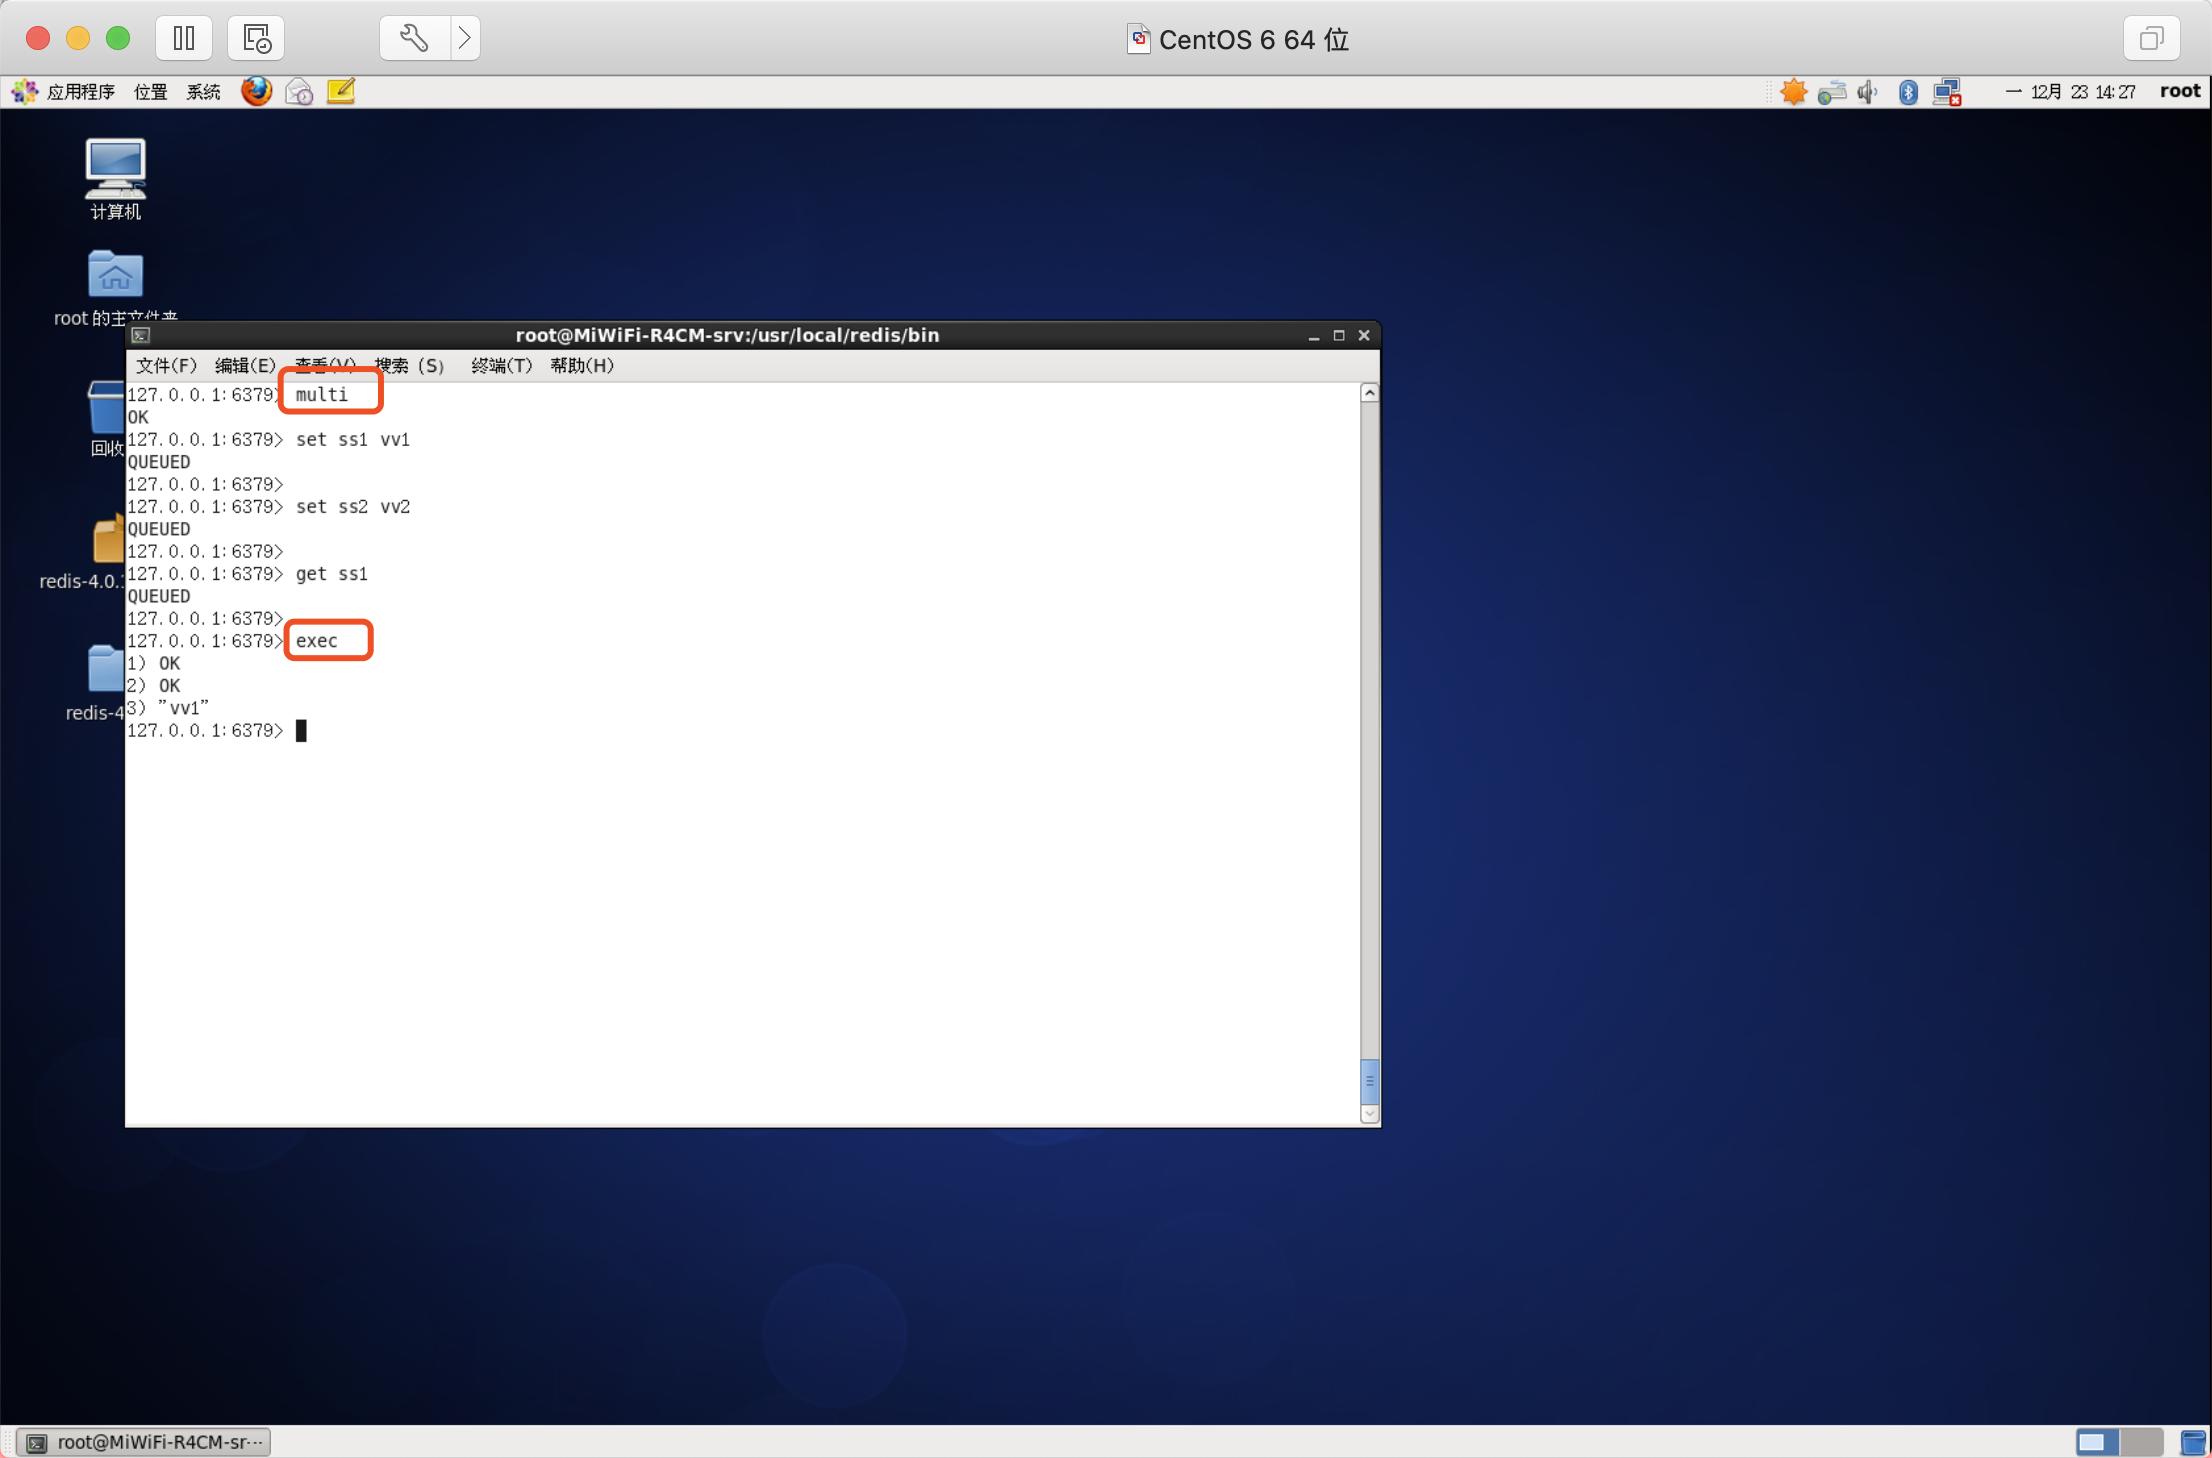 CentOS 6 64 位
应用程序 位置 系统
一 12月 23 14:27 root
计算机
root 的主文件夹
root@MiWiFi-R4CM-srv:/usr/local/redis/bin
文件(F) 编辑(E) 查看(V) 搜索 (S) 终端(T) 帮助(H)
127.0.0.1:6379> multi
OK
127.0.0.1:6379> set ss1 vv1
QUEUED
127.0.0.1:6379>
127.0.0.1:6379> set ss2 vv2
QUEUED
127.0.0.1:6379>
127.0.0.1:6379> get ss1
QUEUED
127.0.0.1:6379>
127.0.0.1:6379> exec
1) OK
2) OK
3) "vv1"
127.0.0.1:6379>
回收
redis-4.0.
redis-4
root@MiWiFi-R4CM-sr···